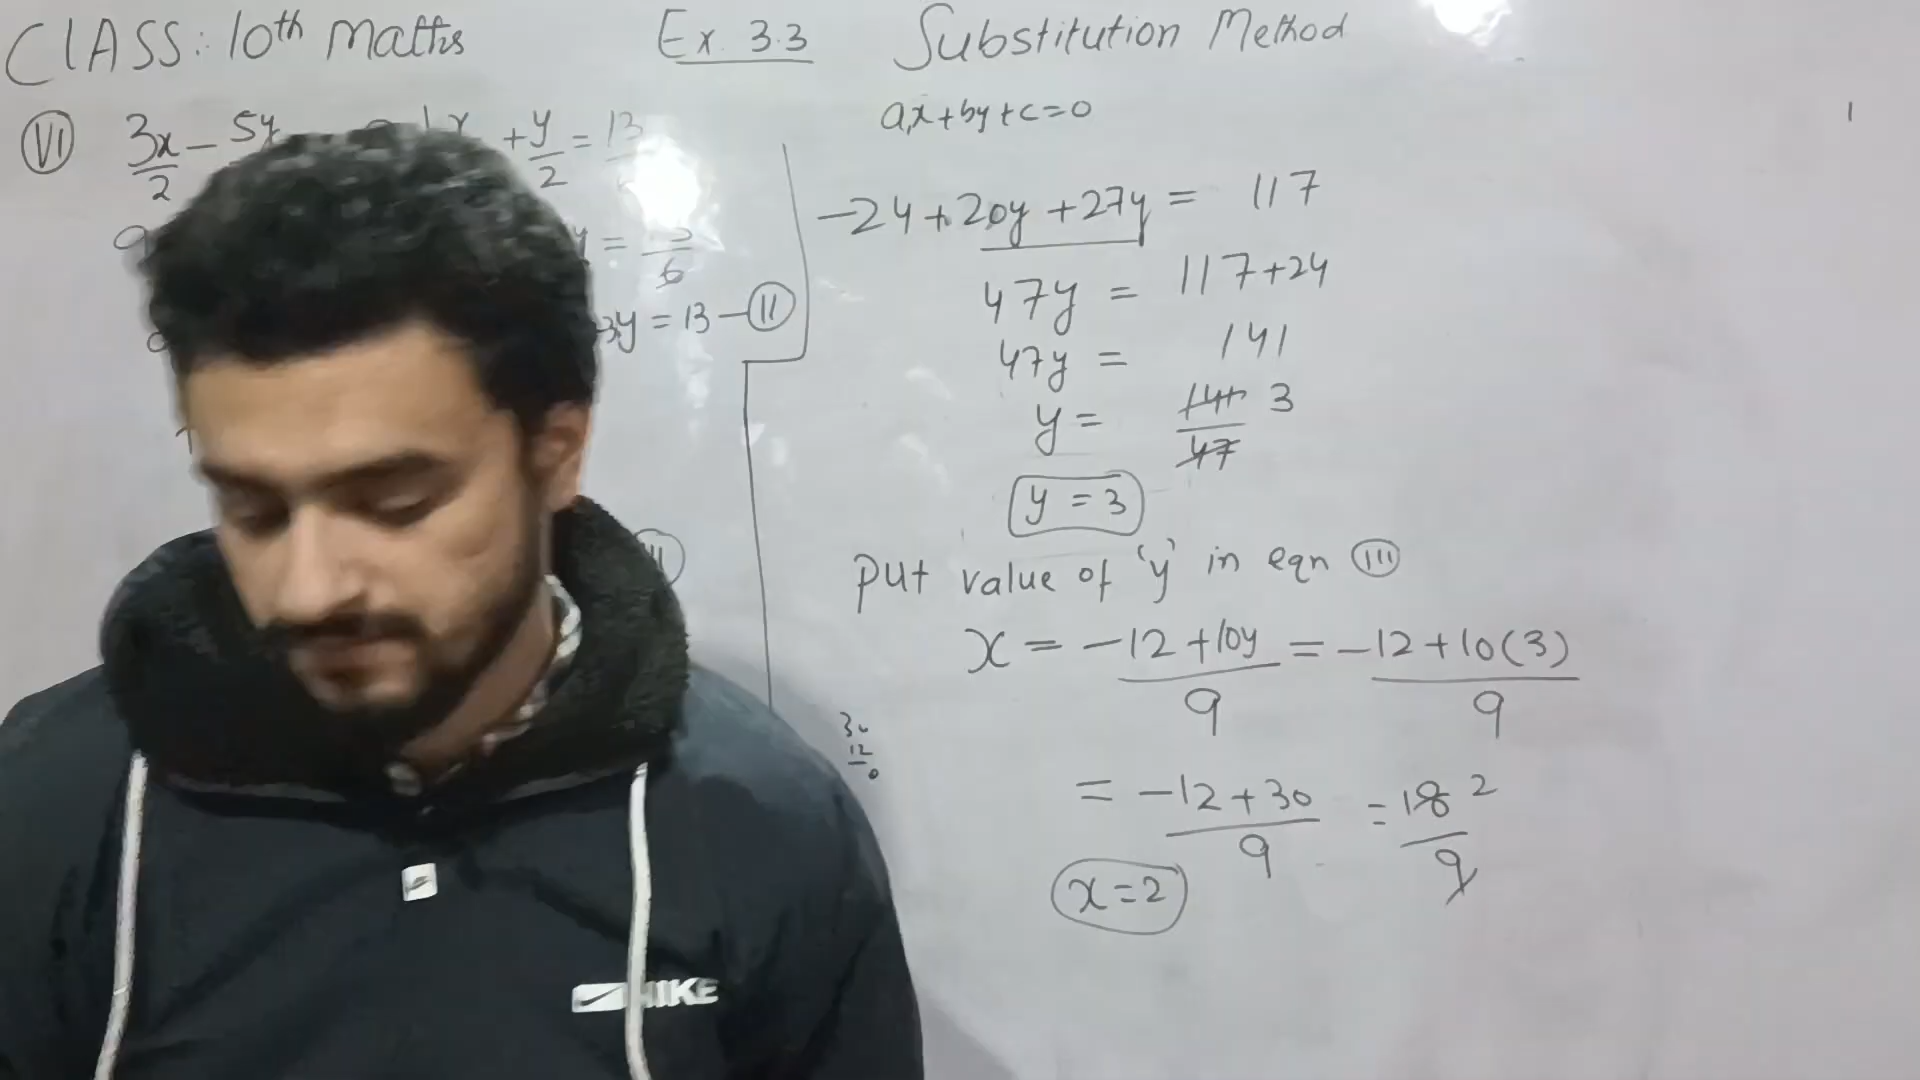 CLASS: 10th Maths Ex. 3.3 Substitution Method
a,x+by+c=0
VI 3x/2 - 5y + y/2 = 13
y = /6
3y = 13 - II
-24+20y+27y = 117
47y = 117+24
47y = 141
y = 141/47 3
y = 3
Put value of 'y' in eqn III
x = -12+10y/9 = -12+10(3)/9
= -12+30/9 = 18/9 2
x=2
NIKE